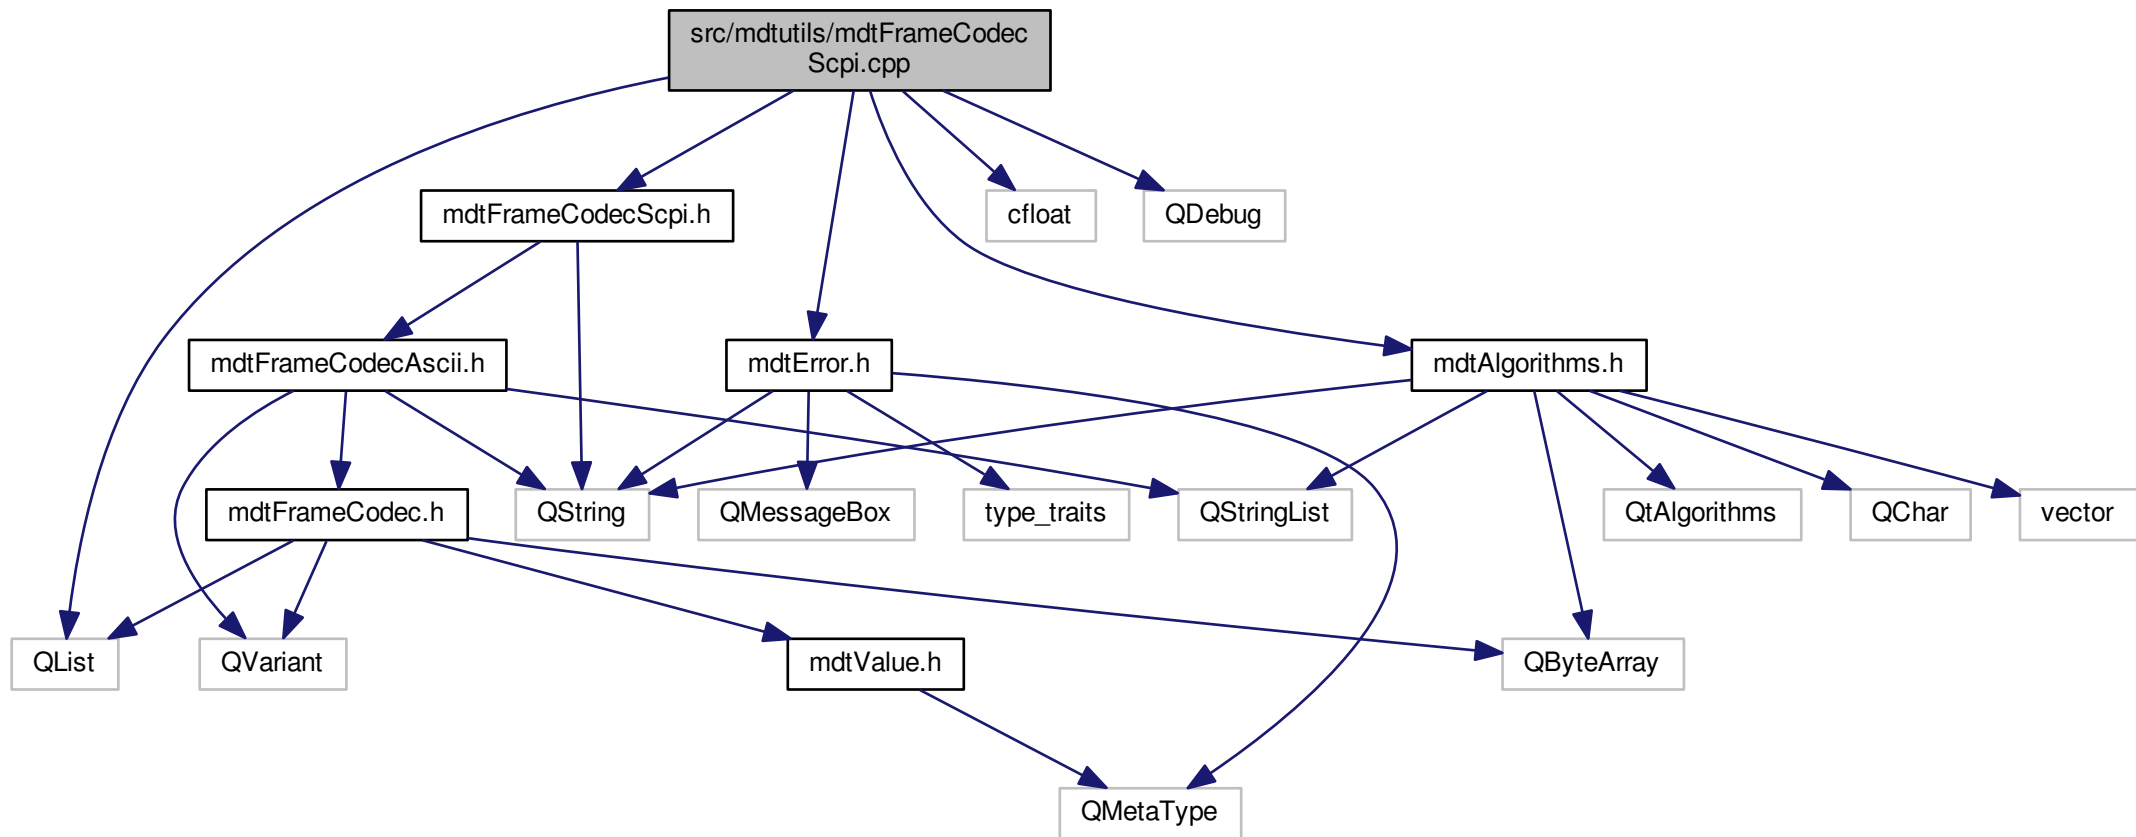 src/mdtutils/mdtFrameCodec
Scpi.cpp
mdtFrameCodecScpi.h
cfloat
QDebug
mdtFrameCodecAscii.h
mdtError.h
mdtAlgorithms.h
mdtFrameCodec.h
QString
QMessageBox
type_traits
QStringList
QtAlgorithms
QChar
vector
QList
QVariant
mdtValue.h
QByteArray
QMetaType